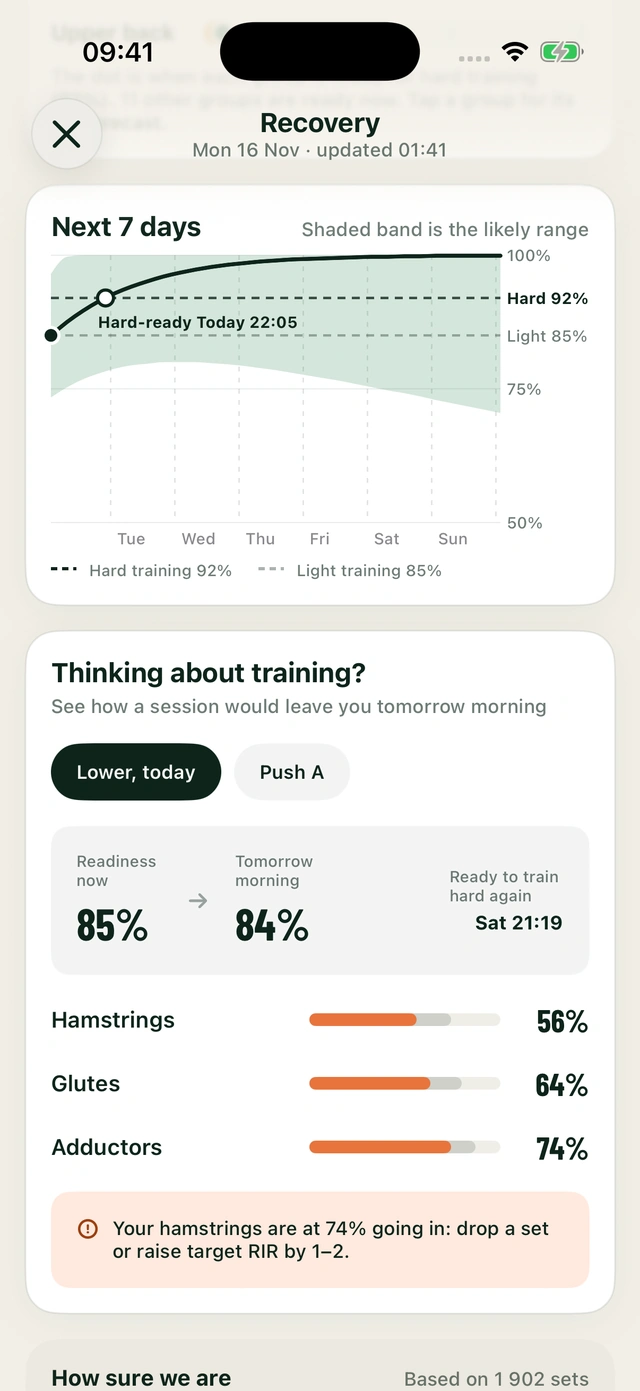 Upper back
09:41
Recovery
Mon 16 Nov · updated 01:41
Next 7 days
Shaded band is the likely range
100%
Hard 92%
Hard-ready Today 22:05
Light 85%
75%
50%
Tue Wed Thu Fri Sat Sun
Hard training 92% Light training 85%
Thinking about training?
See how a session would leave you tomorrow morning
Lower, today Push A
Readiness
now
85%
Tomorrow
morning
84%
Ready to train
hard again
Sat 21:19
Hamstrings 56%
Glutes 64%
Adductors 74%
Your hamstrings are at 74% going in: drop a set
or raise target RIR by 1–2.
How sure we are
Based on 1 902 sets